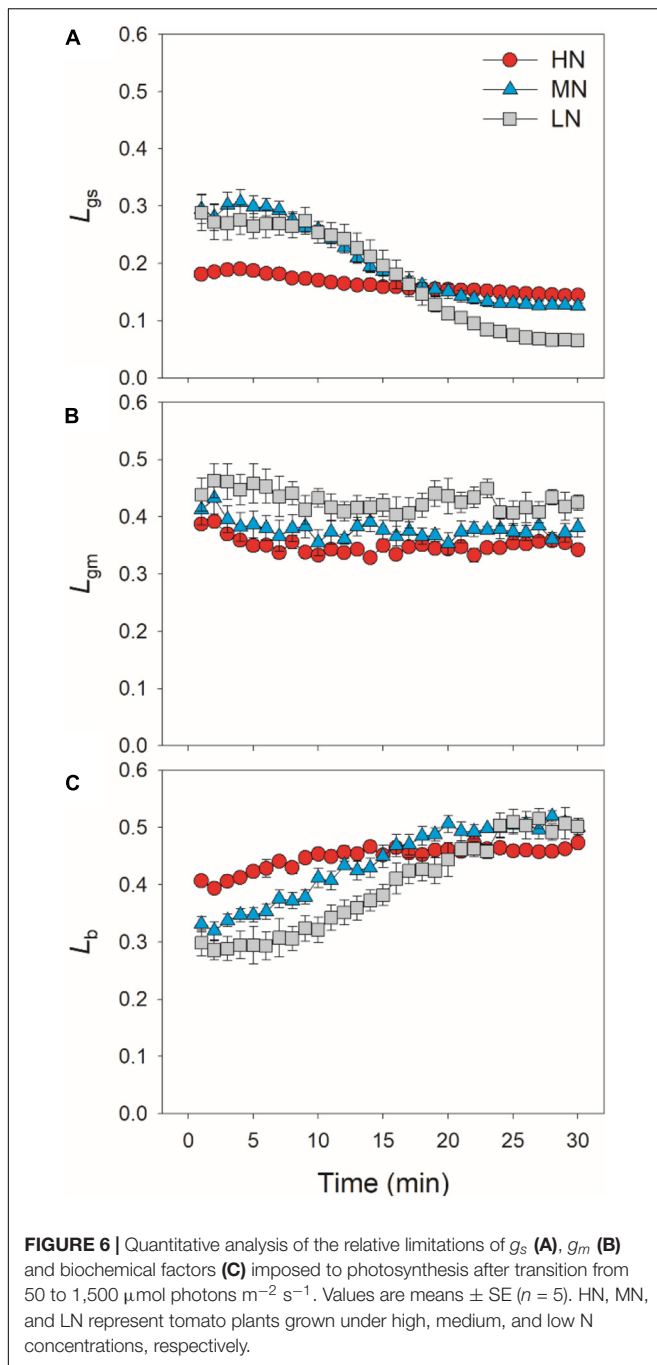 A
0.6
0.5
0.4
0.3
0.2
0.1
0.0
Lgs
HN
MN
LN
B
0.6
0.5
0.4
0.3
0.2
0.1
0.0
Lgm
C
0.6
0.5
0.4
0.3
0.2
0.1
0.0
Lb
0 5 10 15 20 25 30
Time (min)
FIGURE 6 | Quantitative analysis of the relative limitations of gs (A), gm (B)
and biochemical factors (C) imposed to photosynthesis after transition from
50 to 1,500 μmol photons m−2 s−1. Values are means ± SE (n = 5). HN, MN,
and LN represent tomato plants grown under high, medium, and low N
concentrations, respectively.